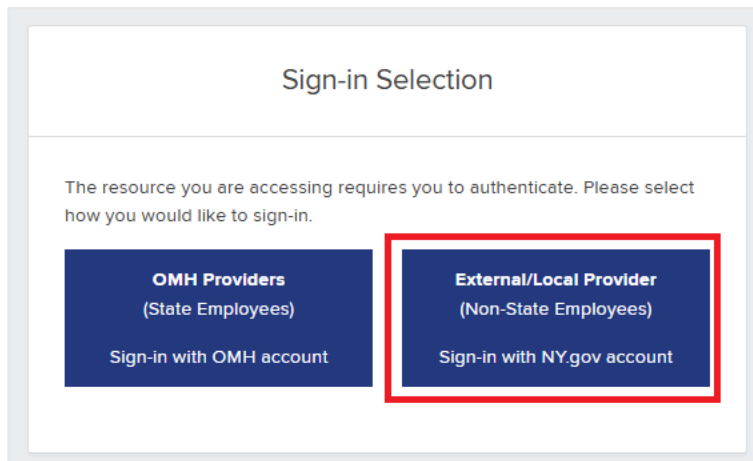 Sign-in Selection
The resource you are accessing requires you to authenticate. Please select
how you would like to sign-in.
OMH Providers
(State Employees)
Sign-in with OMH account
External/Local Provider
(Non-State Employees)
Sign-in with NY.gov account